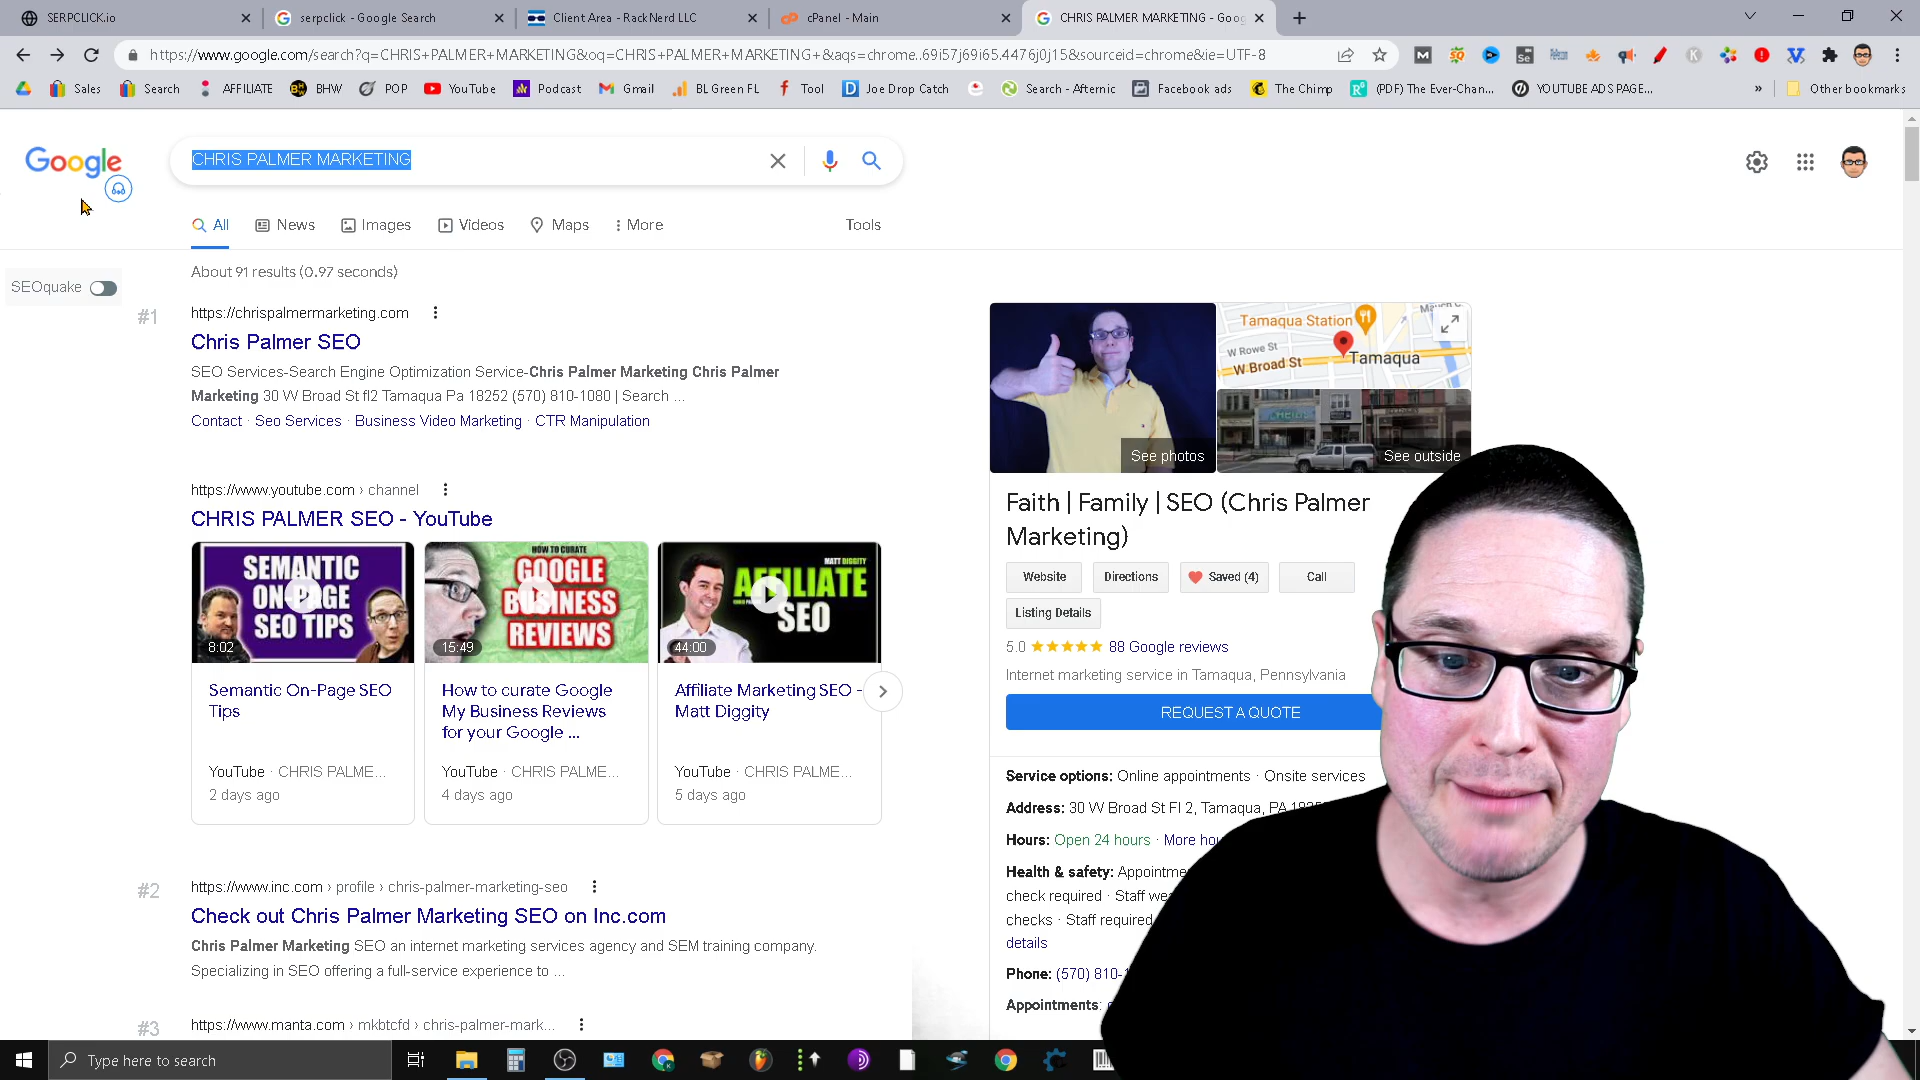 SERPCLICK.io
serpclick - Google Search
Client Area - RackNerd LLC
cPanel - Main
CHRIS PALMER MARKETING - Goog
https://www.google.com/search?q=CHRIS+PALMER+MARKETING&oq=CHRIS+PALMER+MARKETING+&aqs=chrome..69i57j69i65.4476j0j15&sourceid=chrome&ie=UTF-8
Sales
Search
AFFILIATE
BHW
POP
YouTube
Podcast
Gmail
BL Green FL
Tool
Joe Drop Catch
Search - Afternic
Facebook ads
The Chimp
(PDF) The Ever-Chan...
YOUTUBE ADS PAGE...
»
Other bookmarks
Google
CHRIS PALMER MARKETING
All
News
Images
Videos
Maps
More
Tools
About 91 results (0.97 seconds)
SEOquake
#1
https://chrispalmermarketing.com
Chris Palmer SEO
SEO Services-Search Engine Optimization Service-Chris Palmer Marketing Chris Palmer
Marketing 30 W Broad St fl2 Tamaqua Pa 18252 (570) 810-1080 | Search ...
Contact · Seo Services · Business Video Marketing · CTR Manipulation
https://www.youtube.com › channel
CHRIS PALMER SEO - YouTube
SEMANTIC
ON-PAGE
SEO TIPS
8:02
HOW TO CURATE
GOOGLE
BUSINESS
REVIEWS
15:49
MATT DIGGITY
AFFILIATE
SEO
44:00
Semantic On-Page SEO
Tips
YouTube · CHRIS PALME...
2 days ago
How to curate Google
My Business Reviews
for your Google ...
YouTube · CHRIS PALME...
4 days ago
Affiliate Marketing SEO -
Matt Diggity
YouTube · CHRIS PALME...
5 days ago
#2
https://www.inc.com › profile › chris-palmer-marketing-seo
Check out Chris Palmer Marketing SEO on Inc.com
Chris Palmer Marketing SEO an internet marketing services agency and SEM training company.
Specializing in SEO offering a full-service experience to ...
#3
https://www.manta.com › mkbtcfd › chris-palmer-mark...
Tamaqua Station
W Rowe St
W Broad St
Tamaqua
See photos
See outside
Faith | Family | SEO (Chris Palmer
Marketing)
Website
Directions
Saved (4)
Call
Listing Details
5.0
88 Google reviews
Internet marketing service in Tamaqua, Pennsylvania
REQUEST A QUOTE
Service options: Online appointments · Onsite services
Address: 30 W Broad St Fl 2, Tamaqua, PA
Hours: Open 24 hours · More
Health & safety:
check required · Staff
checks · Staff required
details
Phone: (570) 810-
Appointments:
Type here to search